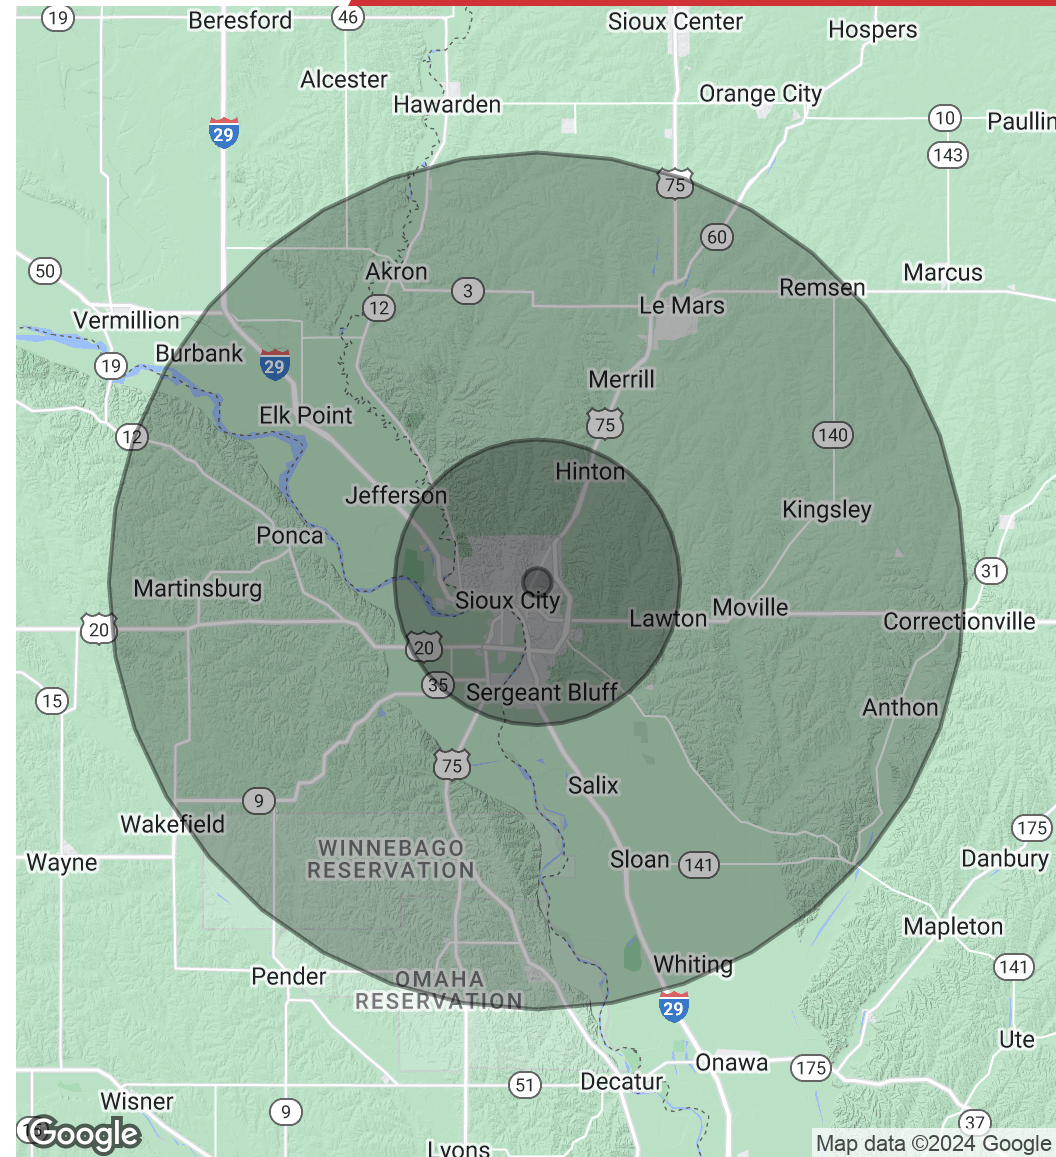 19
Beresford
46
Sioux Center
Hospers
Alcester
Hawarden
Orange City
29
10
Paullin
143
75
60
50
Akron
3
Marcus
Remsen
12
Le Mars
Vermillion
19
Burbank
29
Merrill
Elk Point
75
12
140
Hinton
Jefferson
Kingsley
Ponca
31
Martinsburg
Sioux City
Lawton
Moville
Correctionville
20
20
35
Sergeant Bluff
15
Anthon
75
Salix
9
Wakefield
175
WINNEBAGO
RESERVATION
Wayne
Sloan
141
Danbury
Mapleton
Whiting
Pender
OMAHA
RESERVATION
141
29
Ute
Onawa
175
51
Decatur
Wisner
9
37
Google
Lyons
Map data ©2024 Google